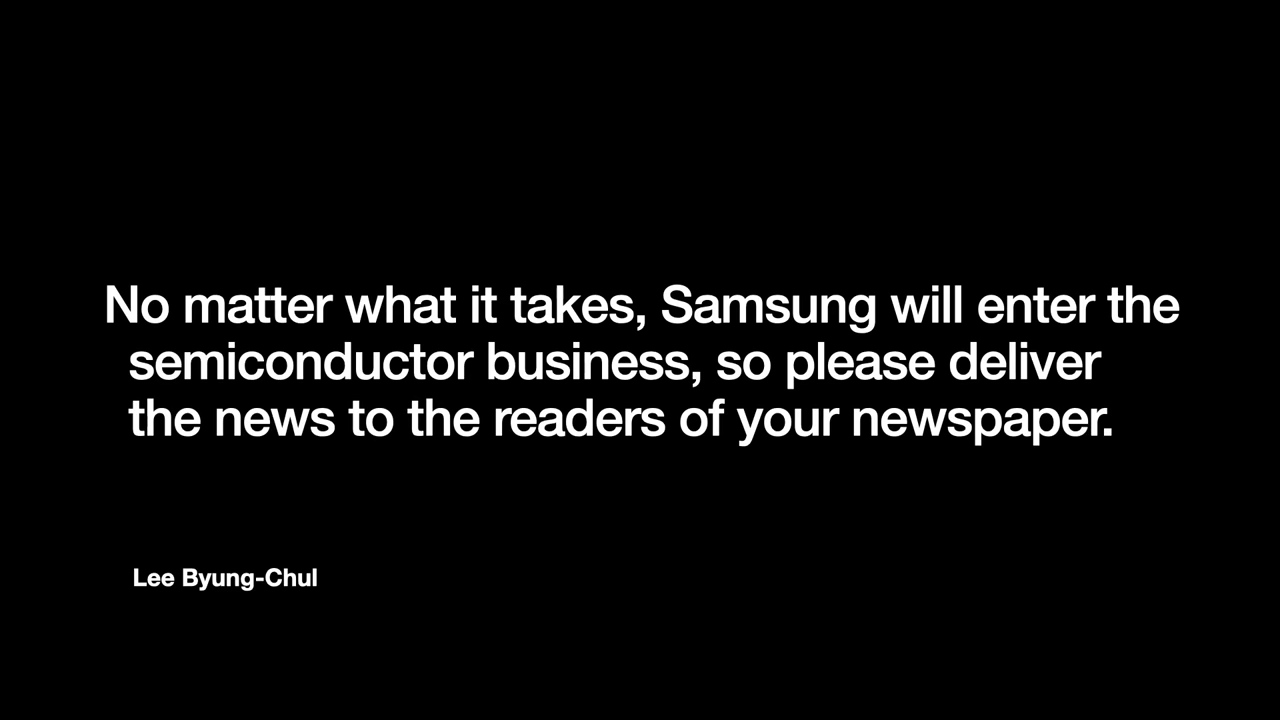 No matter what it takes, Samsung will enter the
semiconductor business, so please deliver
the news to the readers of your newspaper.
Lee Byung-Chul